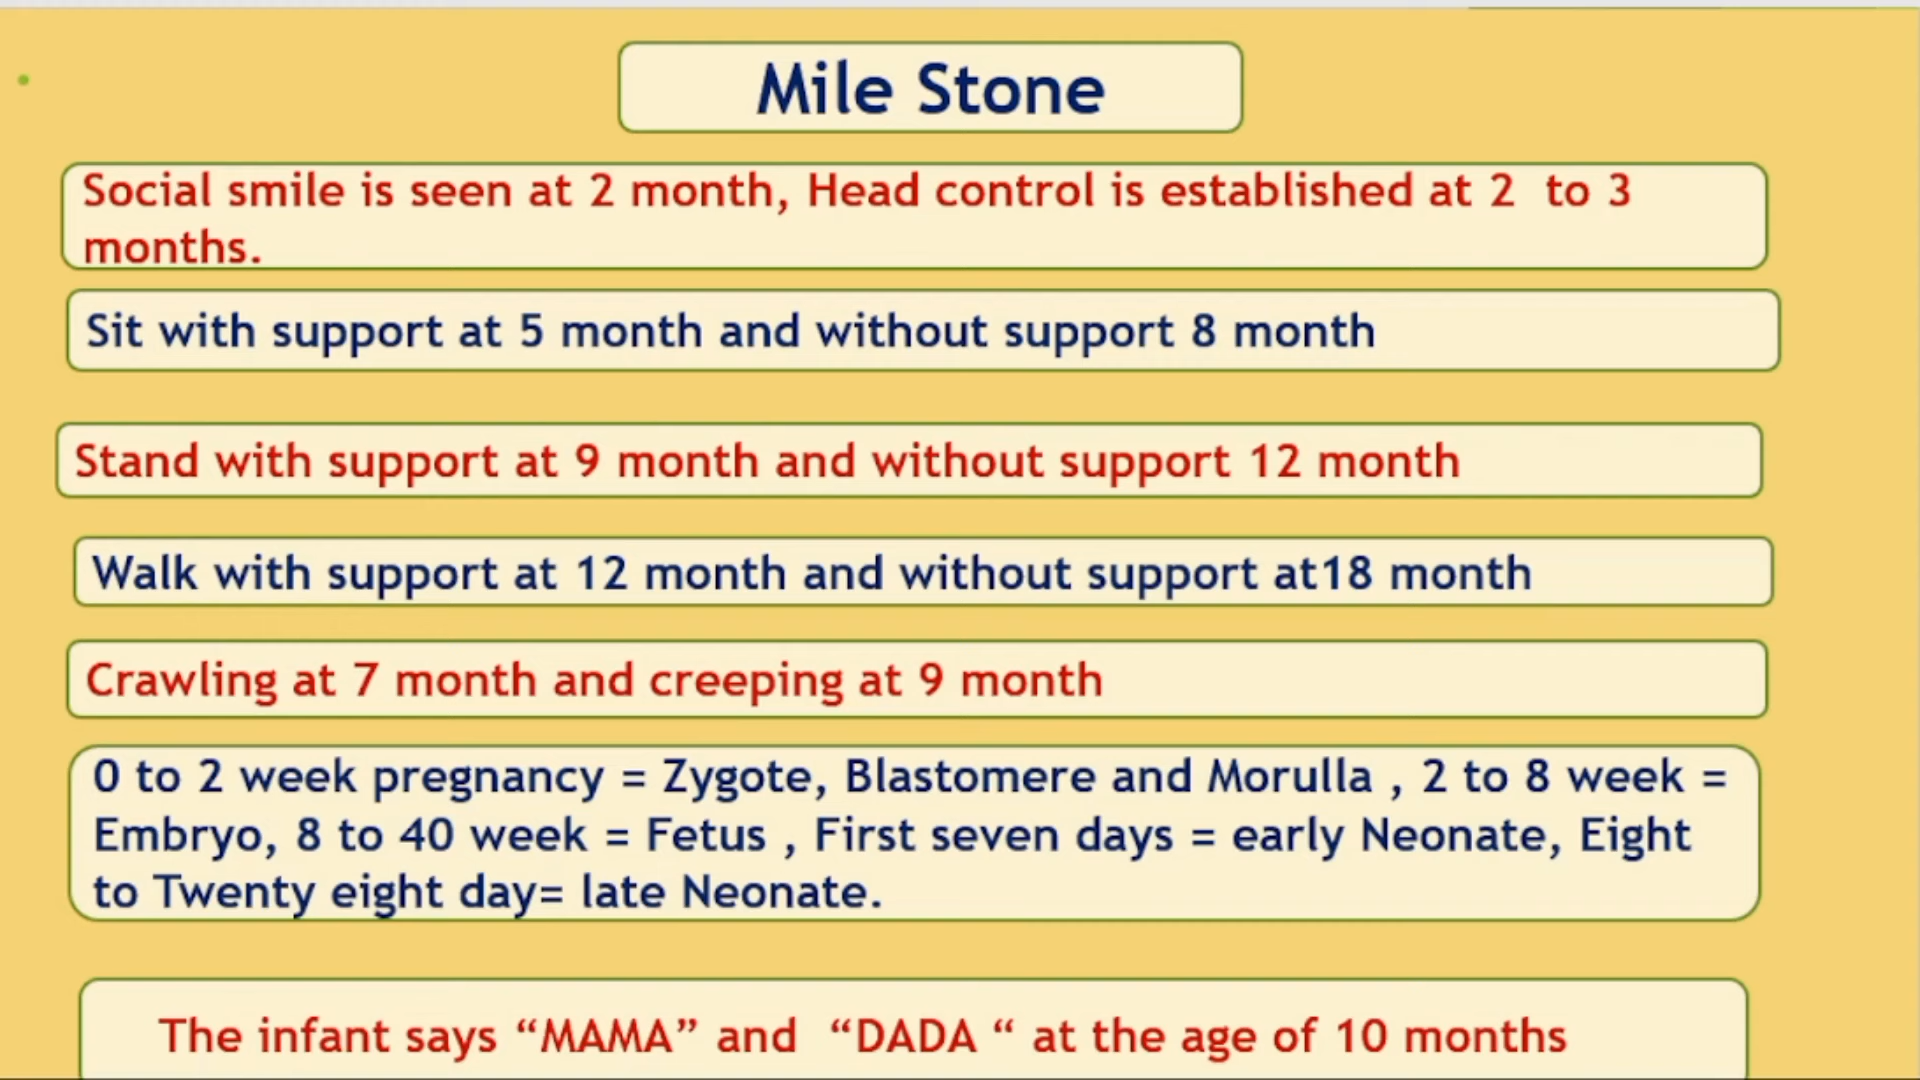 Mile Stone
Social smile is seen at 2 month, Head control is established at 2 to 3
months.
Sit with support at 5 month and without support 8 month
Stand with support at 9 month and without support 12 month
Walk with support at 12 month and without support at18 month
Crawling at 7 month and creeping at 9 month
0 to 2 week pregnancy = Zygote, Blastomere and Morulla , 2 to 8 week =
Embryo, 8 to 40 week = Fetus , First seven days = early Neonate, Eight
to Twenty eight day= late Neonate.
The infant says “MAMA” and “DADA “ at the age of 10 months